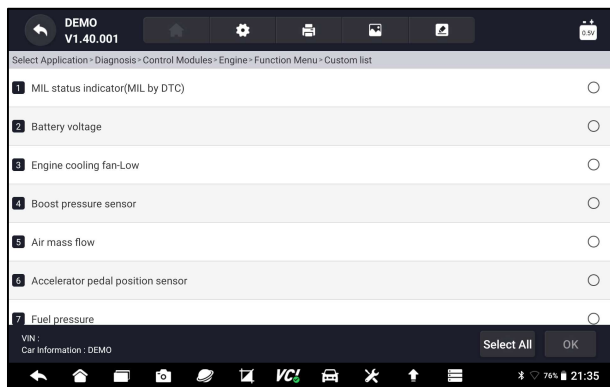 DEMO
V1.40.001
- +
0.5V
Select Application > Diagnosis > Control Modules > Engine > Function Menu > Custom list
1 MIL status indicator(MIL by DTC)
2 Battery voltage
3 Engine cooling fan-Low
4 Boost pressure sensor
5 Air mass flow
6 Accelerator pedal position sensor
7 Fuel pressure
VIN :
Car Information : DEMO
Select All
OK
VC!
76% 21:35